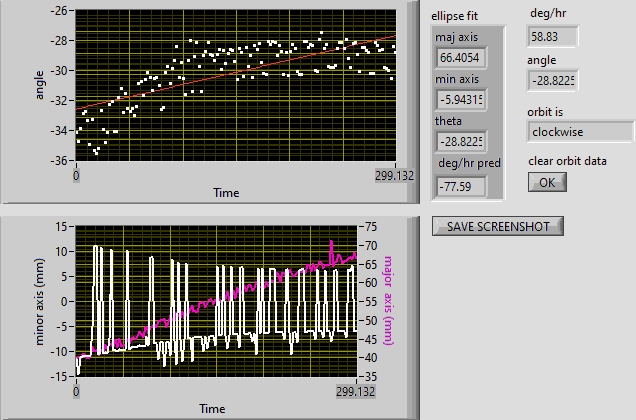 -26
-28
-30
-32
-34
-36
angle
0
299.132
Time
ellipse fit
maj axis
66.4054
min axis
-5.94315
theta
-28.8225
deg/hr pred
-77.59
deg/hr
58.83
angle
-28.8225
orbit is
clockwise
clear orbit data
OK
SAVE SCREENSHOT
15
10
5
0
-5
-10
-15
minor axis (mm)
75
70
65
60
55
50
45
40
35
major axis (mm)
0
299.132
Time